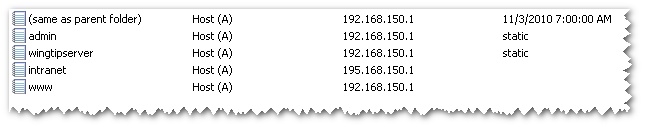 (same as parent folder) Host (A) 192.168.150.1 11/3/2010 7:00:00 AM
admin Host (A) 192.168.150.1 static
wingtipserver Host (A) 192.168.150.1 static
intranet Host (A) 195.168.150.1
www Host (A) 192.168.150.1